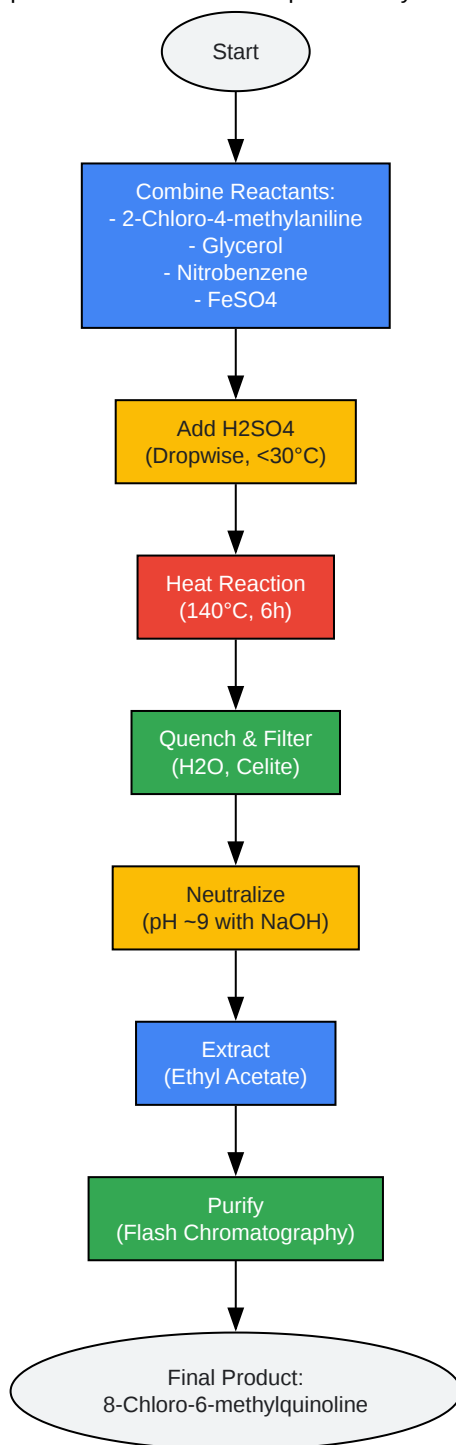 Start
Combine Reactants:
- 2-Chloro-4-methylaniline
- Glycerol
- Nitrobenzene
- FeSO4
Add H2SO4
(Dropwise, <30°C)
Heat Reaction
(140°C, 6h)
Quench & Filter
(H2O, Celite)
Neutralize
(pH ~9 with NaOH)
Extract
(Ethyl Acetate)
Purify
(Flash Chromatography)
Final Product:
8-Chloro-6-methylquinoline